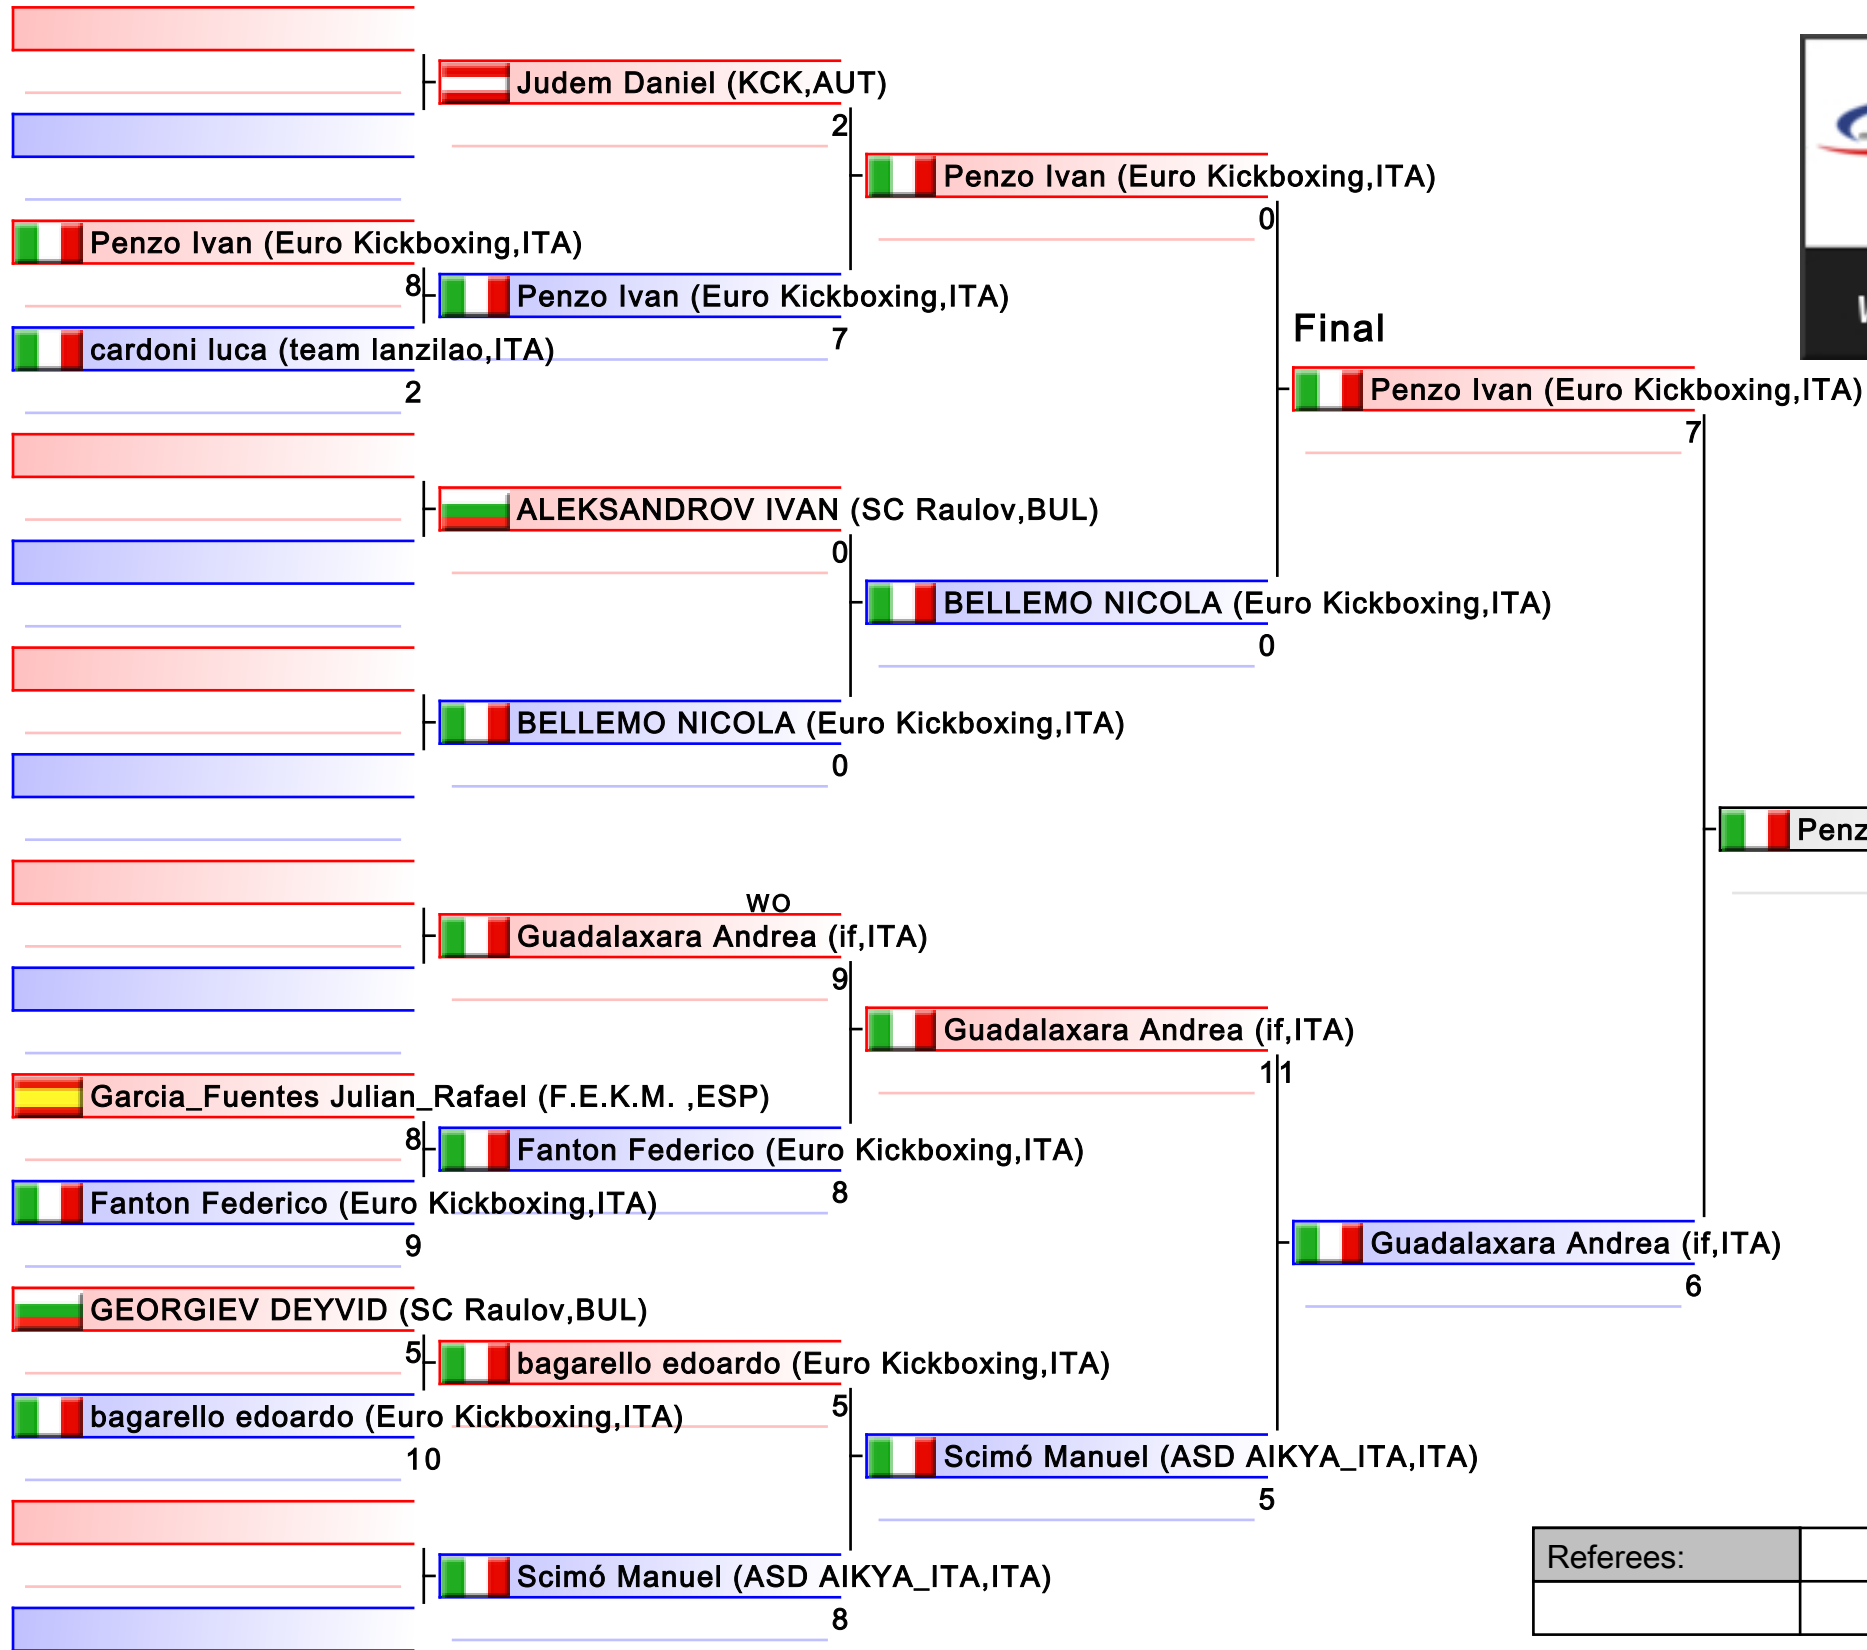 Judem Daniel (KCK,AUT)
2
Penzo Ivan (Euro Kickboxing,ITA)
0
Penzo Ivan (Euro Kickboxing,ITA)
8
Penzo Ivan (Euro Kickboxing,ITA)
7
cardoni luca (team lanzilao,ITA)
2
Final
Penzo Ivan (Euro Kickboxing,ITA)
7
ALEKSANDROV IVAN (SC Raulov,BUL)
0
BELLEMO NICOLA (Euro Kickboxing,ITA)
0
BELLEMO NICOLA (Euro Kickboxing,ITA)
0
Penz
WO
Guadalaxara Andrea (if,ITA)
9
Guadalaxara Andrea (if,ITA)
11
Garcia_Fuentes Julian_Rafael (F.E.K.M. ,ESP)
8
Fanton Federico (Euro Kickboxing,ITA)
8
Fanton Federico (Euro Kickboxing,ITA)
9
Guadalaxara Andrea (if,ITA)
6
GEORGIEV DEYVID (SC Raulov,BUL)
5
bagarello edoardo (Euro Kickboxing,ITA)
5
bagarello edoardo (Euro Kickboxing,ITA)
10
Scimó Manuel (ASD AIKYA_ITA,ITA)
5
Scimó Manuel (ASD AIKYA_ITA,ITA)
8
Referees: